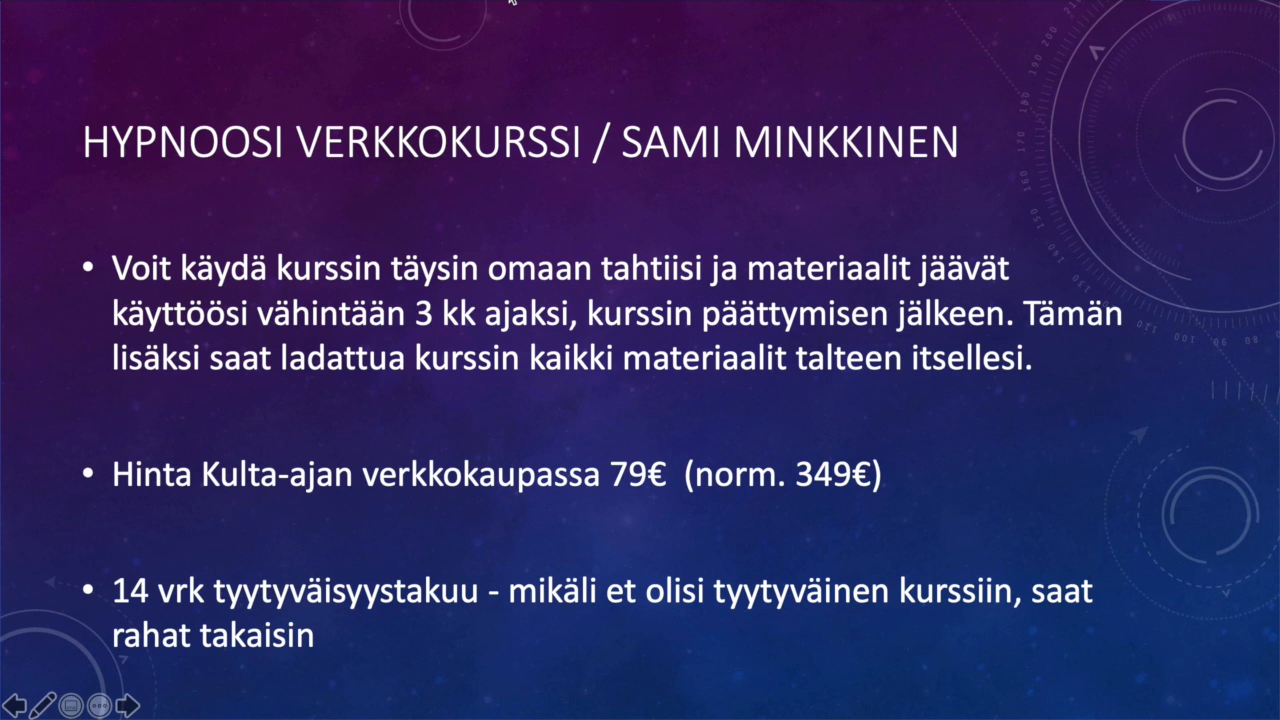 HYPNOOSI VERKKOKURSSI / SAMI MINKKINEN
• Voit käydä kurssin täysin omaan tahtiisi ja materiaalit jäävät
käyttöösi vähintään 3 kk ajaksi, kurssin päättymisen jälkeen. Tämän
lisäksi saat ladattua kurssin kaikki materiaalit talteen itsellesi.
• Hinta Kulta-ajan verkkokaupassa 79€ (norm. 349€)
• 14 vrk tyytyväisyystakuu - mikäli et olisi tyytyväinen kurssiin, saat
rahat takaisin